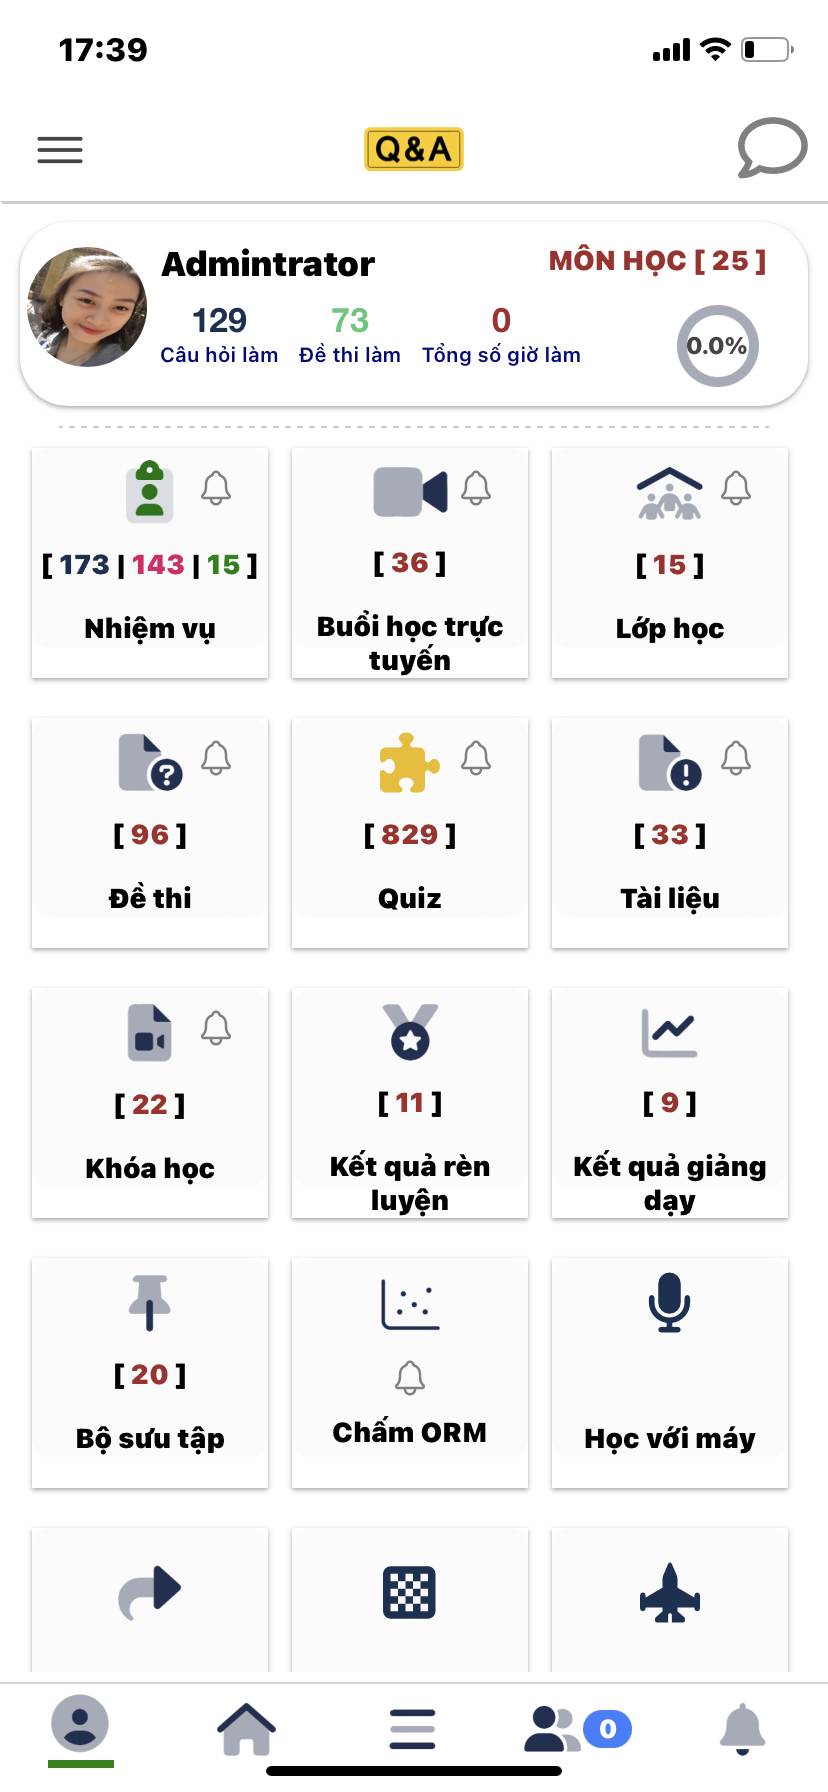 17:39
Q&A
Admintrator
MÔN HỌC [ 25 ]
129
73
0
Câu hỏi làm
Đề thi làm
Tổng số giờ làm
0.0%
[ 173 | 143 | 15 ]
Nhiệm vụ
[ 36 ]
Buổi học trực
tuyến
[ 15 ]
Lớp học
?
[ 96 ]
Đề thi
[ 829 ]
Quiz
!
[ 33 ]
Tài liệu
[ 22 ]
Khóa học
[ 11 ]
Kết quả rèn
luyện
[ 9 ]
Kết quả giảng
dạy
[ 20 ]
Bộ sưu tập
Chấm ORM
Học với máy
0